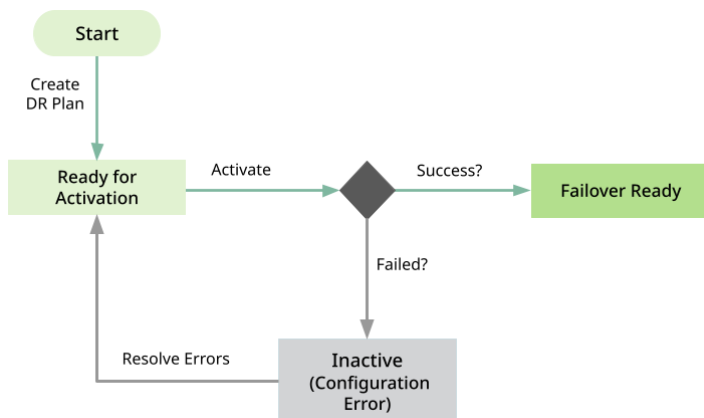 Start
Create
DR Plan
Ready for
Activation
Activate
Success?
Failover Ready
Failed?
Resolve Errors
Inactive
(Configuration
Error)